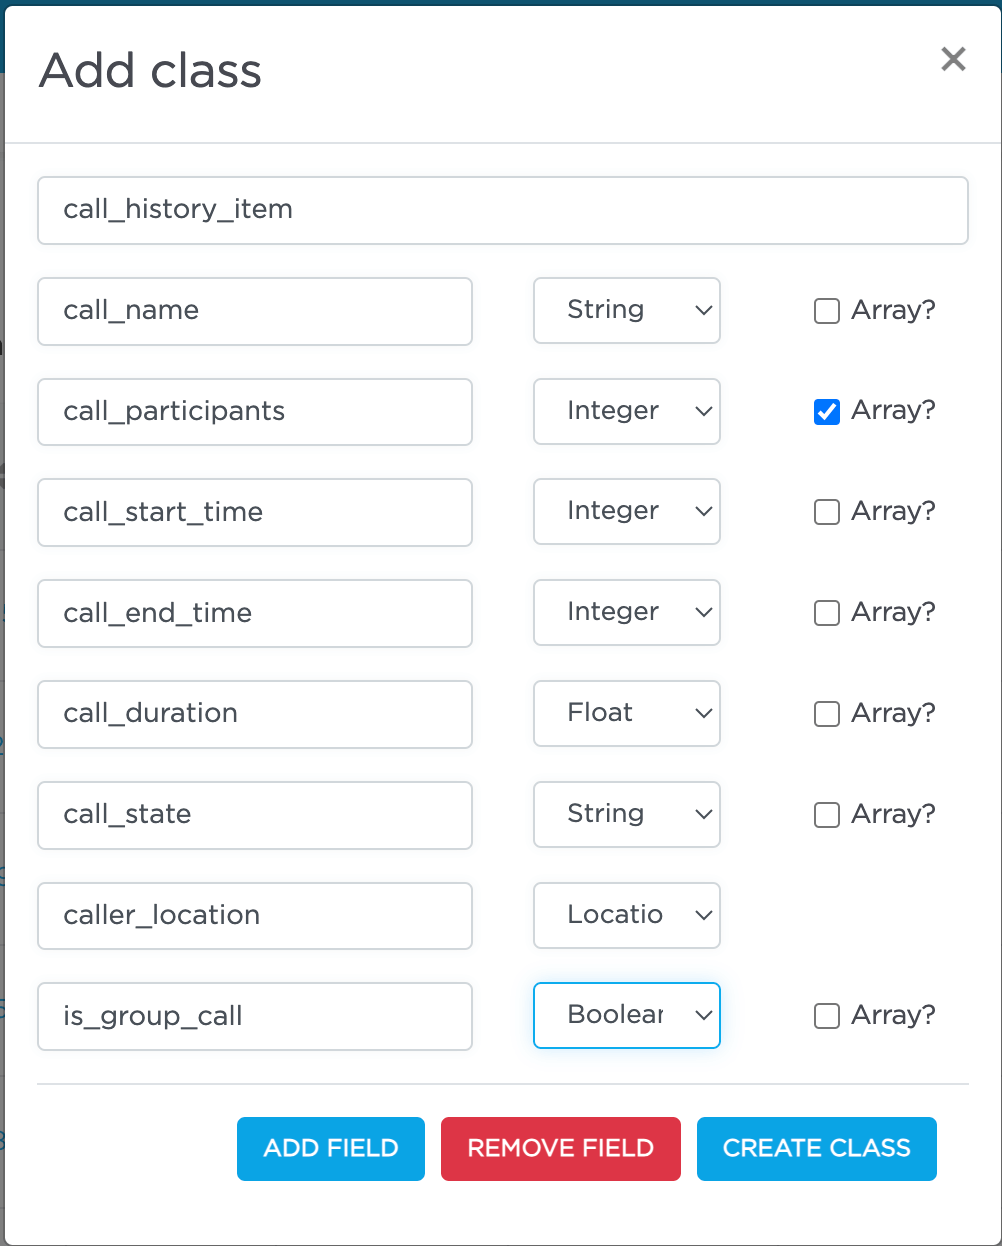 Add class
call_history_item
call_name String Array?
call_participants Integer Array?
call_start_time Integer Array?
call_end_time Integer Array?
call_duration Float Array?
call_state String Array?
caller_location Locatio
is_group_call Boolean Array?
ADD FIELD REMOVE FIELD CREATE CLASS